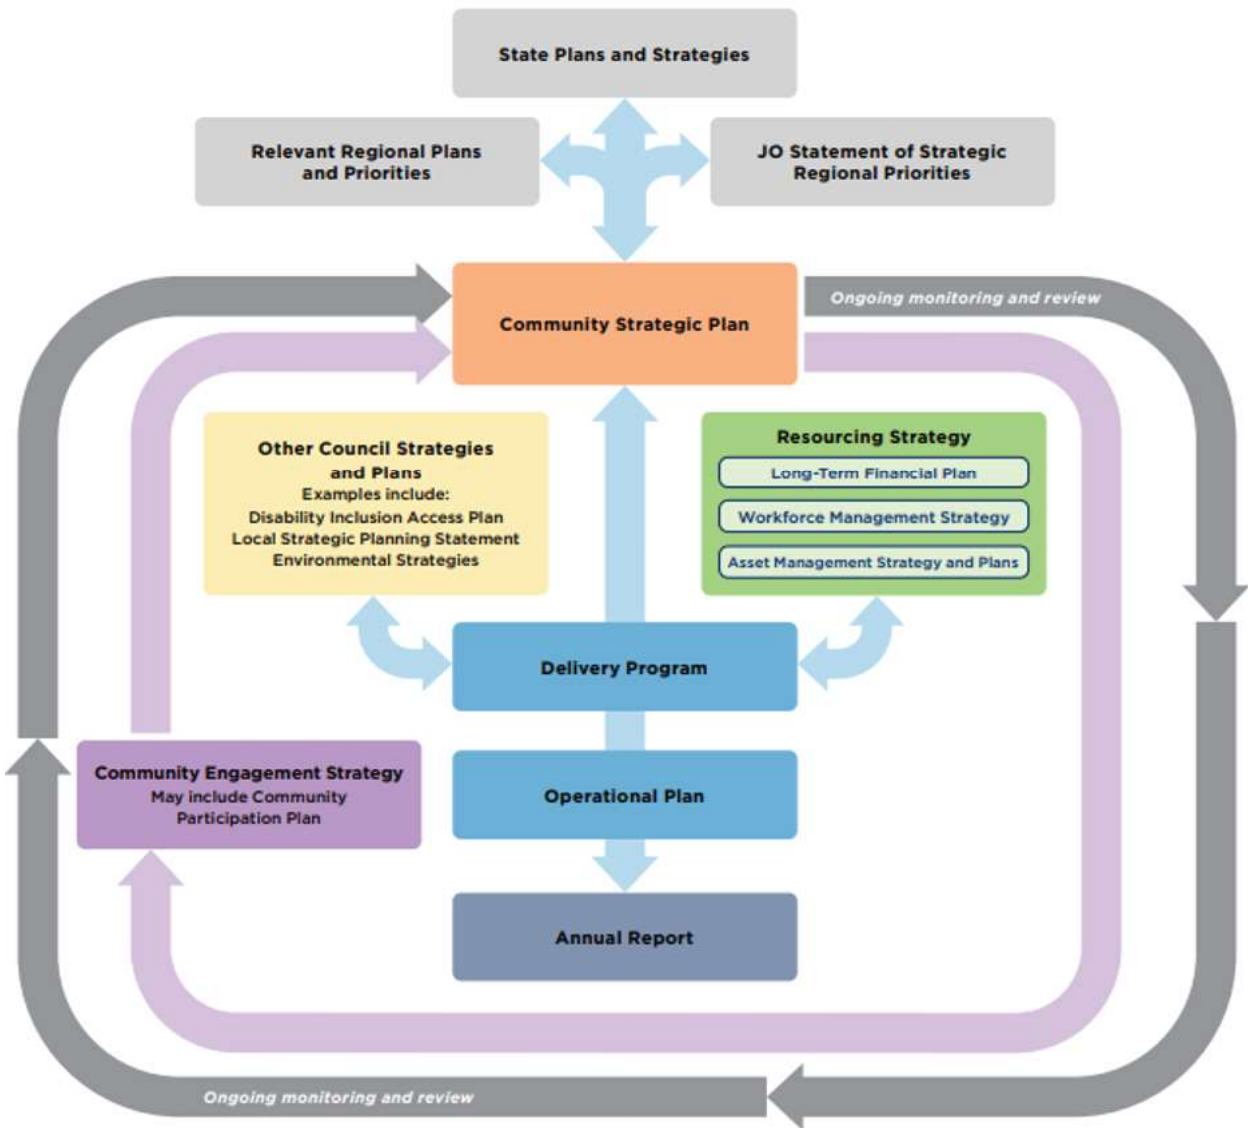 State Plans and Strategies
Relevant Regional Plans
and Priorities
JO Statement of Strategic
Regional Priorities
Community Strategic Plan
Ongoing monitoring and review
Other Council Strategies
and Plans
Examples include:
Disability Inclusion Access Plan
Local Strategic Planning Statement
Environmental Strategies
Resourcing Strategy
Long-Term Financial Plan
Workforce Management Strategy
Asset Management Strategy and Plans
Delivery Program
Community Engagement Strategy
May include Community
Participation Plan
Operational Plan
Annual Report
Ongoing monitoring and review